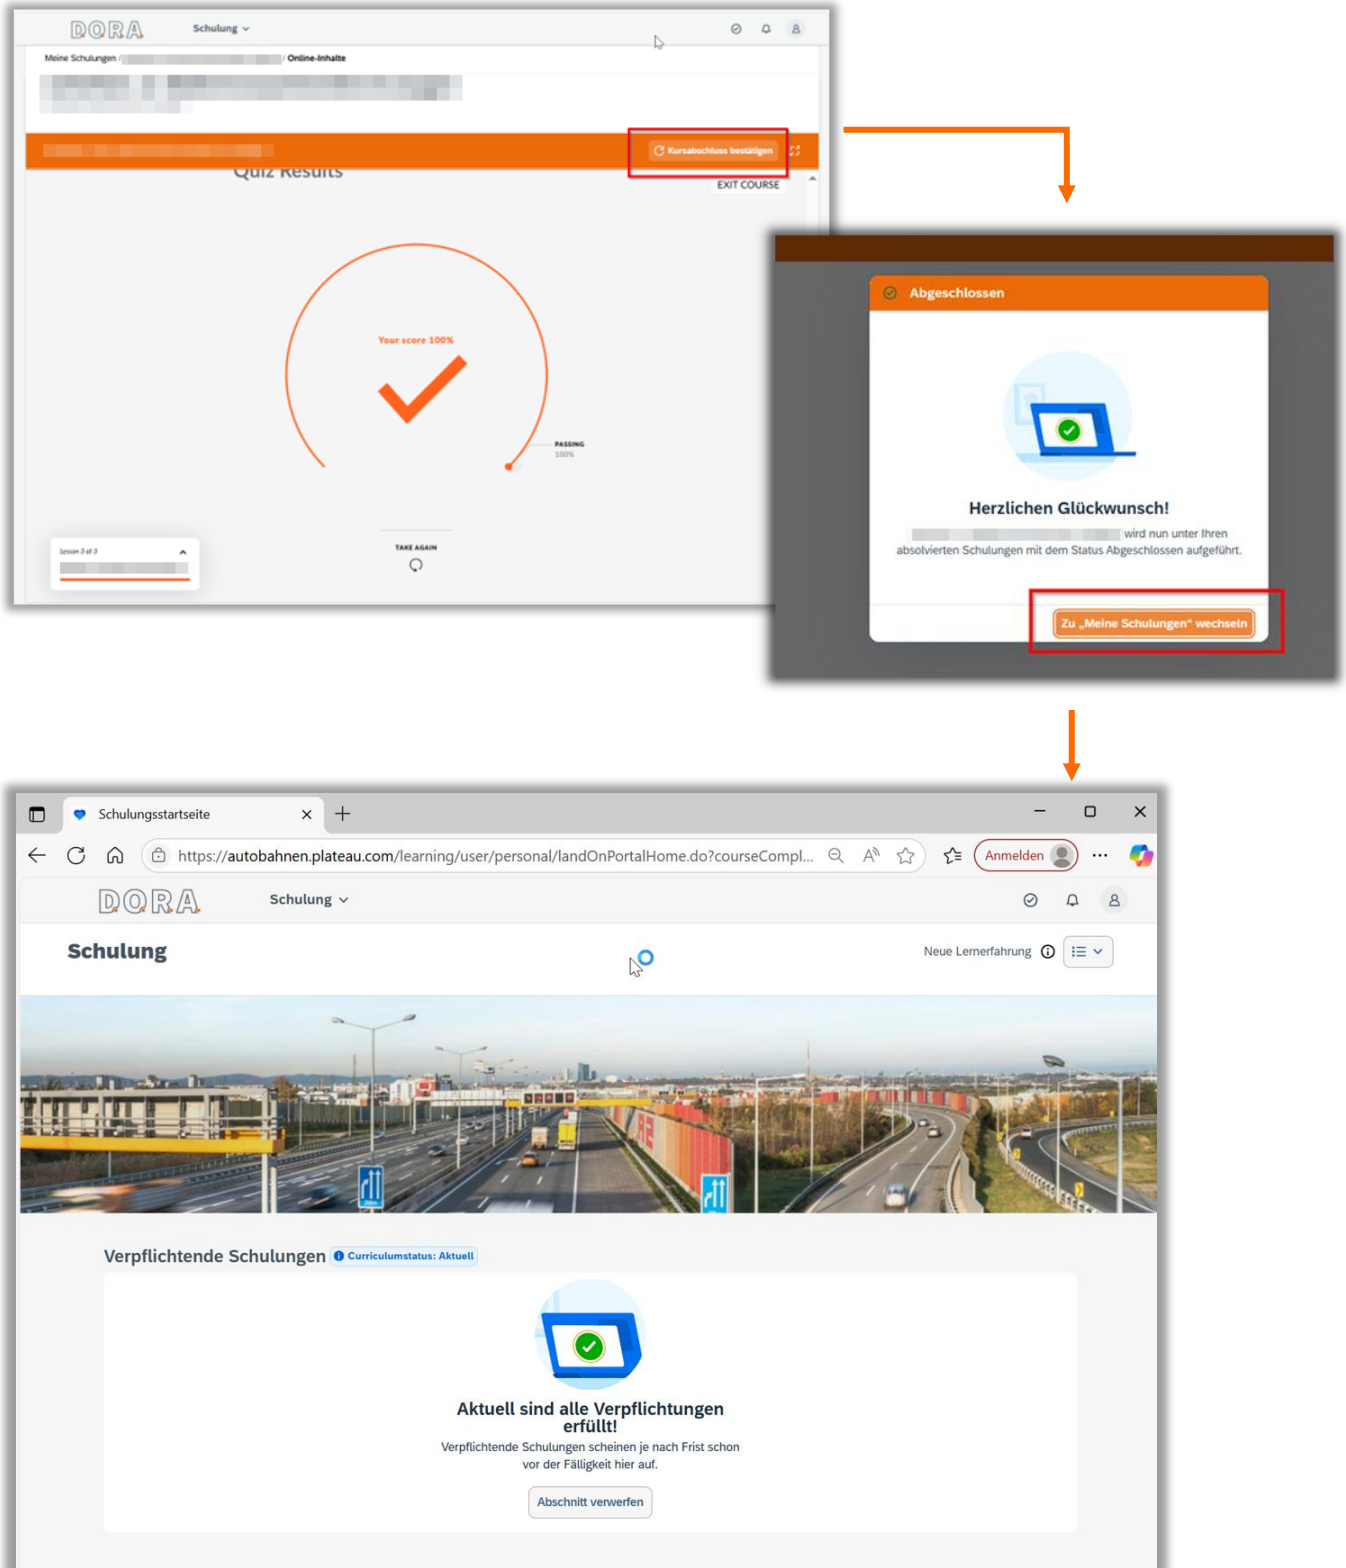 DORA
Schulung
Meine Schulungen /
/ Online-Inhalte
Kursabschluss bestätigen
Quiz Results
EXIT COURSE
Your score 100%
PASSING
100%
Lesson 3 of 3
TAKE AGAIN
Abgeschlossen
Herzlichen Glückwunsch!
wird nun unter Ihren
absolvierten Schulungen mit dem Status Abgeschlossen aufgeführt.
Zu „Meine Schulungen" wechseln
Schulungsstartseite
https://autobahnen.plateau.com/learning/user/personal/landOnPortalHome.do?courseCompl...
Anmelden
DORA
Schulung
Schulung
Neue Lernerfahrung
Verpflichtende Schulungen
Curriculumstatus: Aktuell
Aktuell sind alle Verpflichtungen
erfüllt!
Verpflichtende Schulungen scheinen je nach Frist schon
vor der Fälligkeit hier auf.
Abschnitt verwerfen